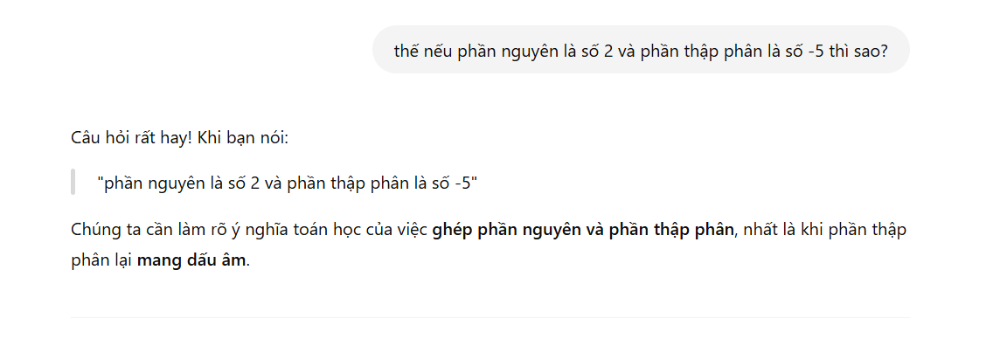 thế nếu phần nguyên là số 2 và phần thập phân là số -5 thì sao?
Câu hỏi rất hay! Khi bạn nói:
"phần nguyên là số 2 và phần thập phân là số -5"
Chúng ta cần làm rõ ý nghĩa toán học của việc ghép phần nguyên và phần thập phân, nhất là khi phần thập
phân lại mang dấu âm.